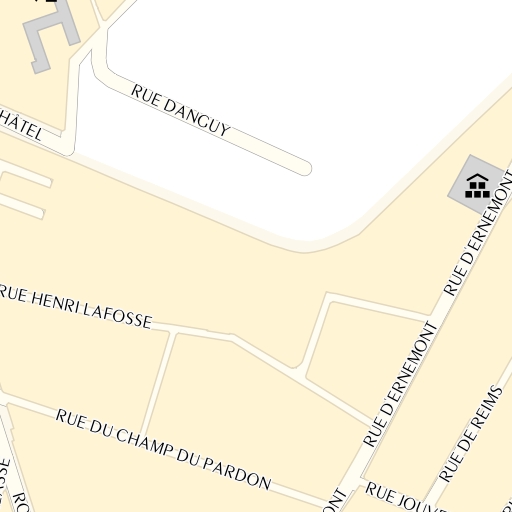 RUE DANGUY
HÂTEL
RUE D'ERNEMONT
RUE HENRI LAFOSSE
RUE D'ERNEMONT
RUE DE REIMS
RUE DU CHAMP DU PARDON
RUE JOUVE